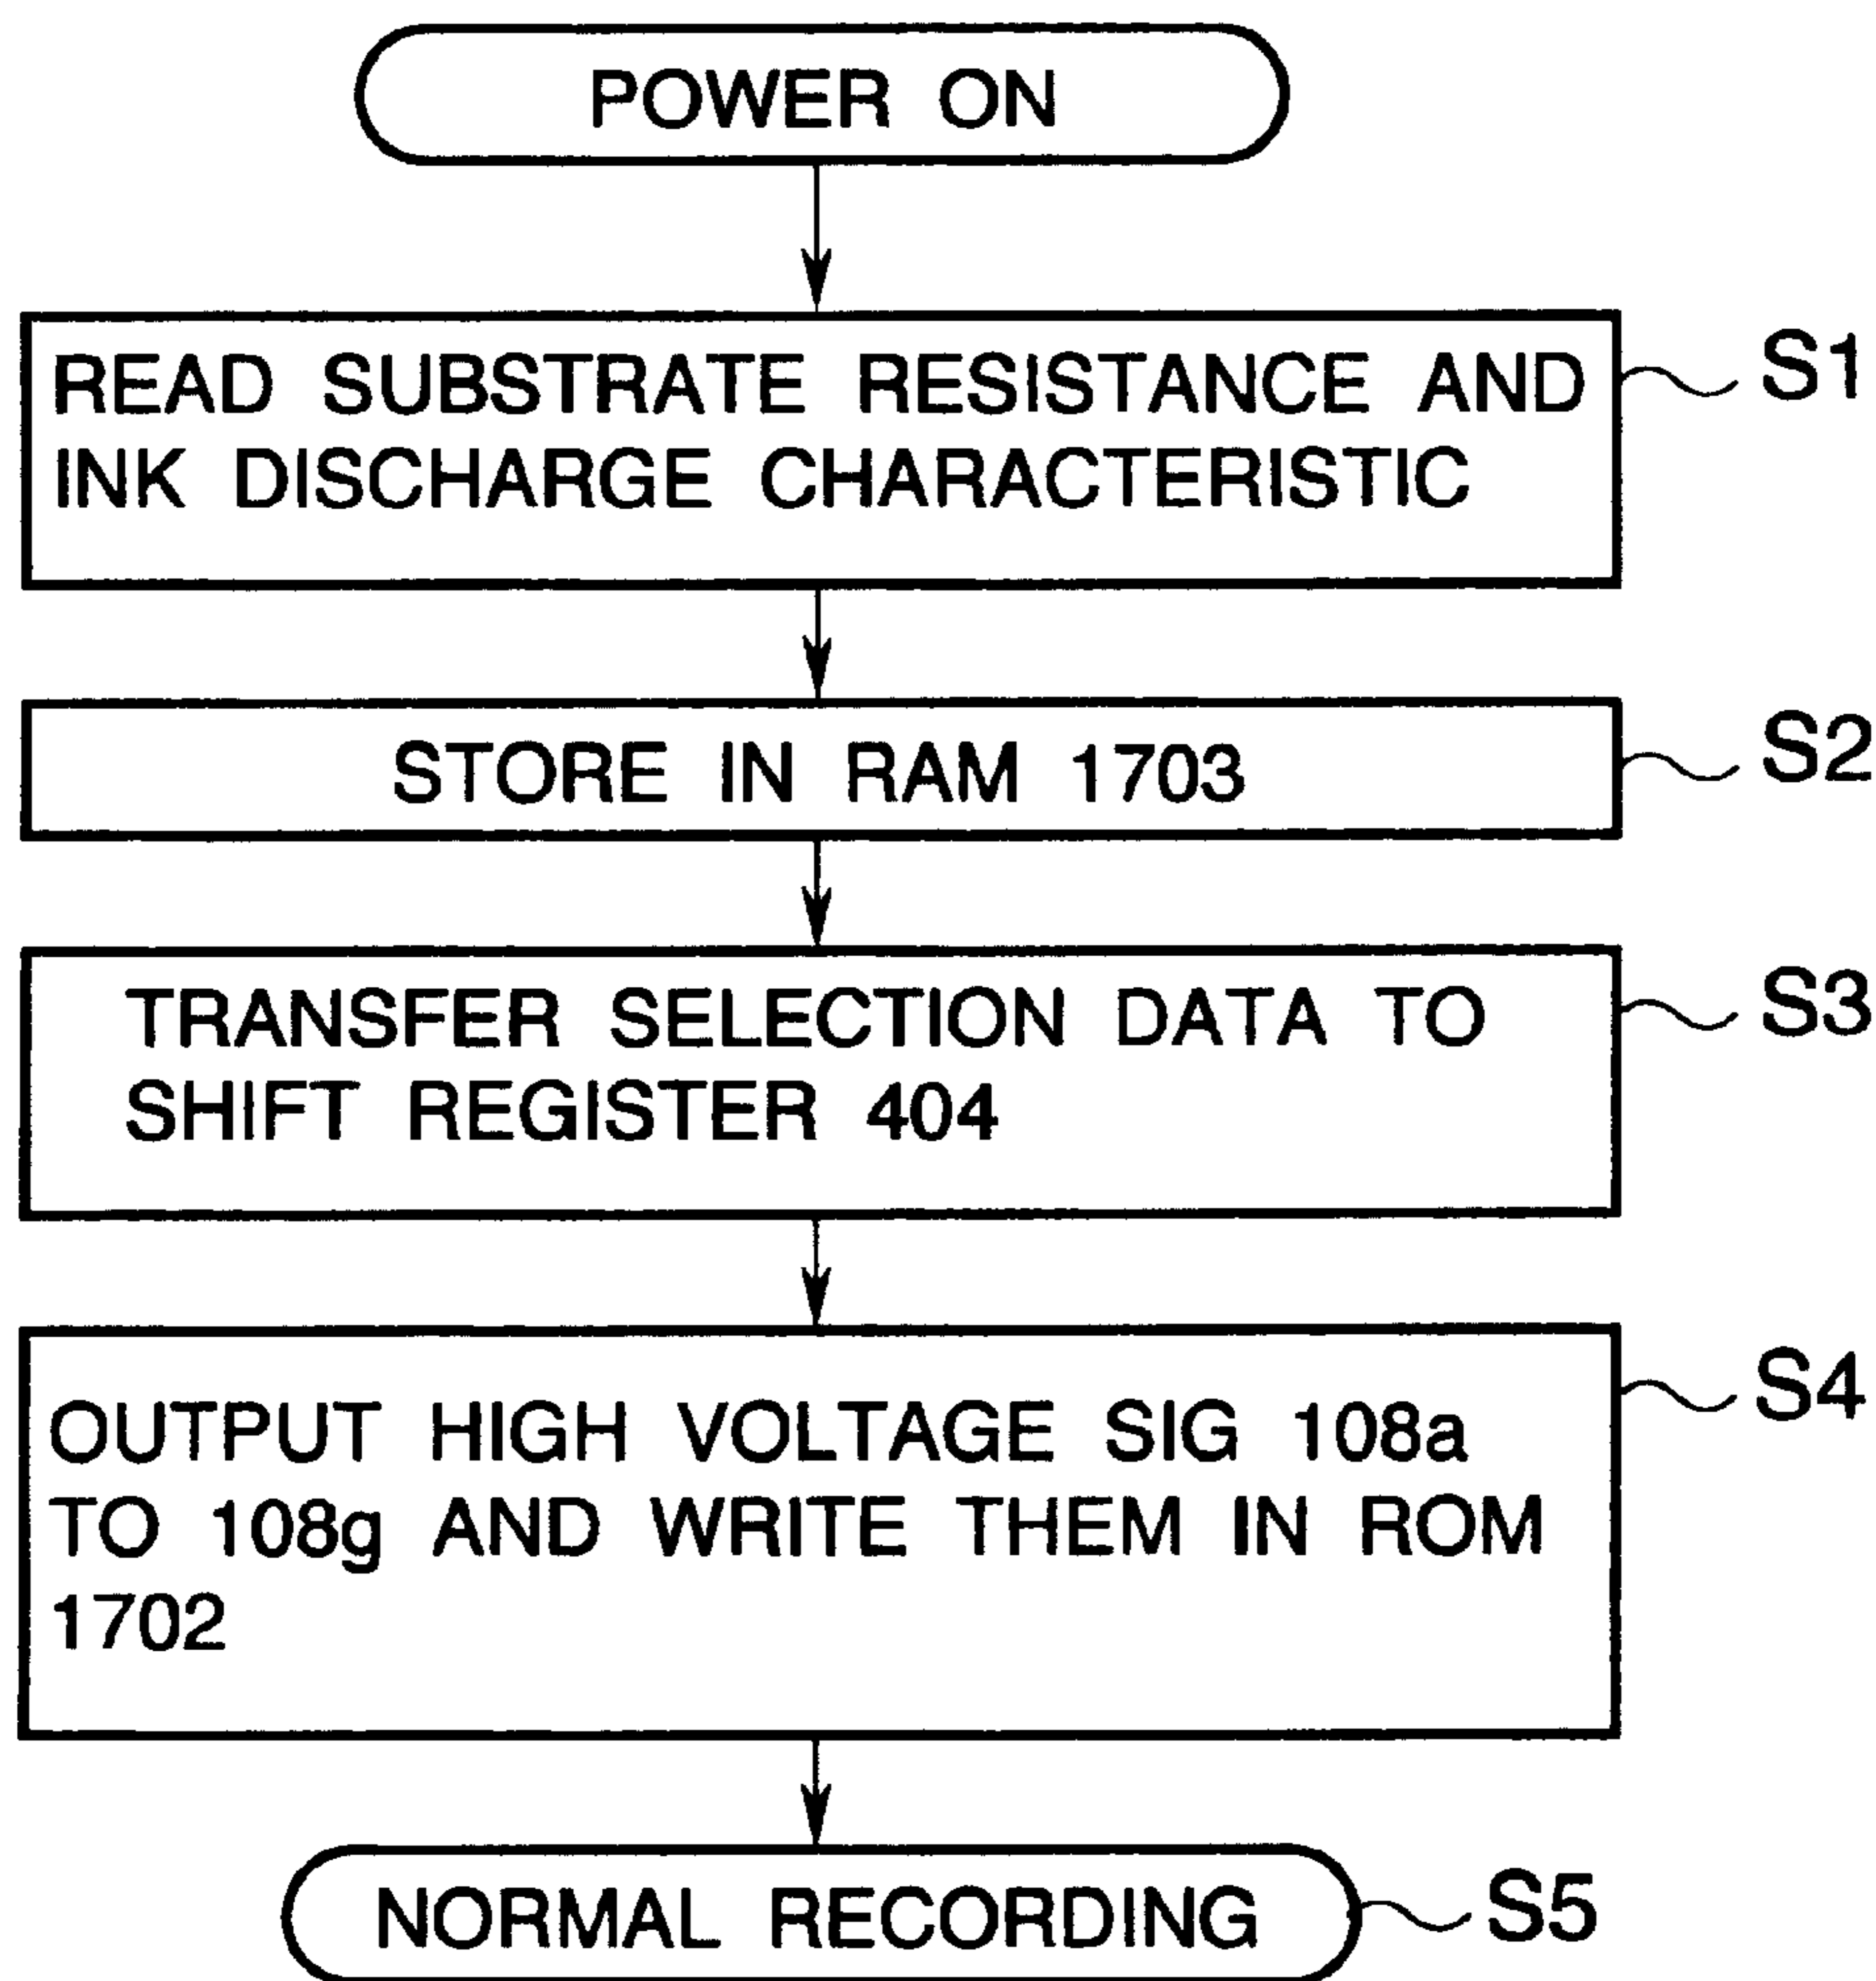 POWER ON
READ SUBSTRATE RESISTANCE AND
INK DISCHARGE CHARACTERISTIC
S1
STORE IN RAM 1703
S2
TRANSFER SELECTION DATA TO
SHIFT REGISTER 404
S3
OUTPUT HIGH VOLTAGE SIG 108a
TO 108g AND WRITE THEM IN ROM
1702
S4
NORMAL RECORDING
S5